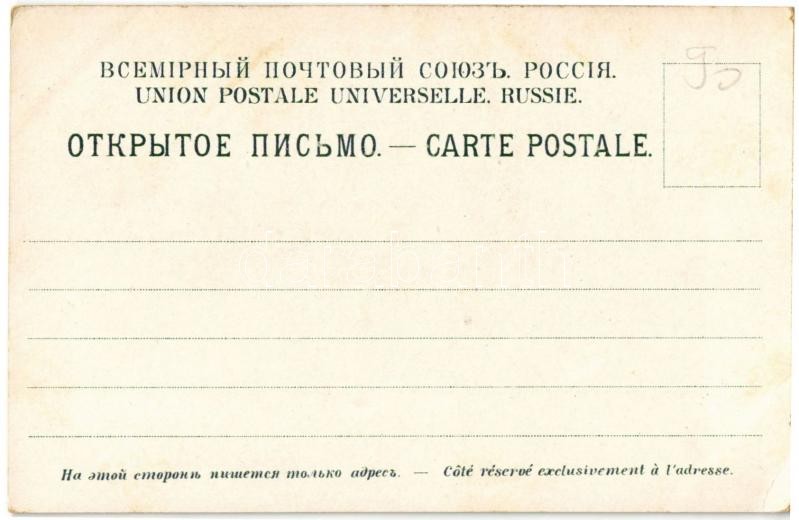 ВСЕМІРНЫЙ ПОЧТОВЫЙ СОЮЗЪ. РОССІЯ.
UNION POSTALE UNIVERSELLE. RUSSIE.
ОТКРЫТОЕ ПИСЬМО. — CARTE POSTALE.
На этой сторонѣ пишется только адресъ. — Côté réservé exclusivement à l'adresse.